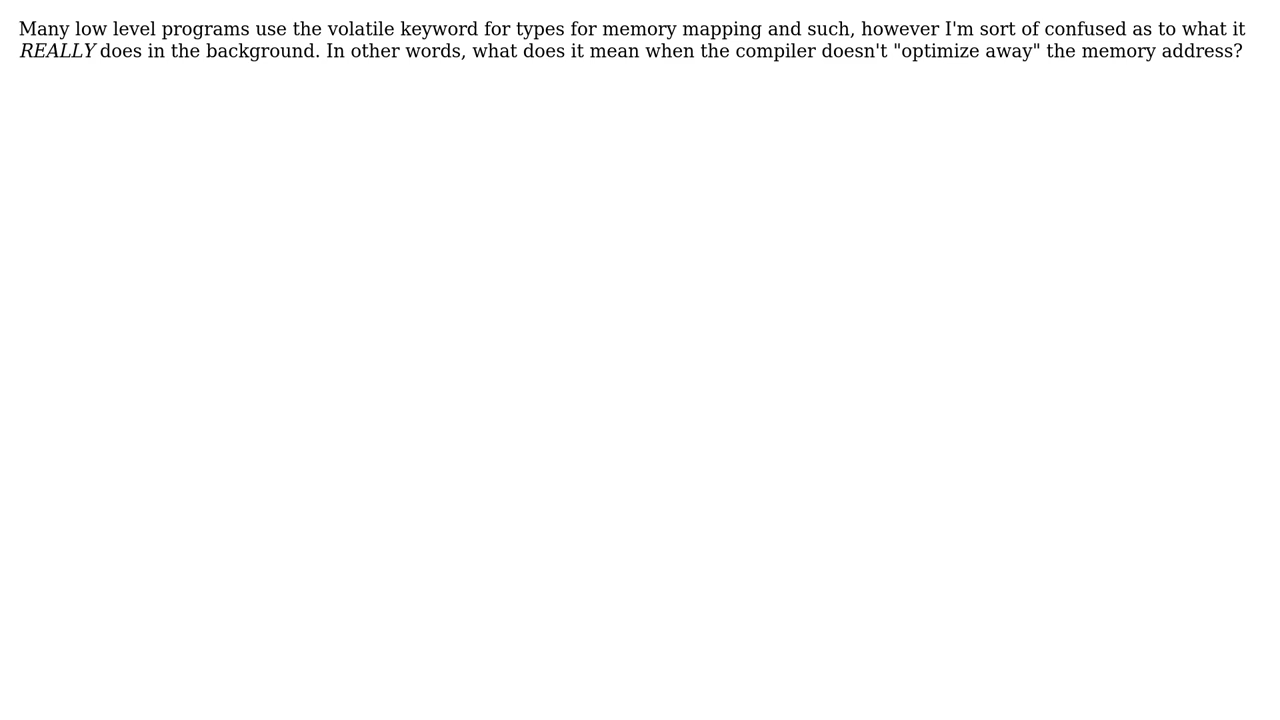 Many low level programs use the volatile keyword for types for memory mapping and such, however I'm sort of confused as to what it
REALLY does in the background. In other words, what does it mean when the compiler doesn't "optimize away" the memory address?